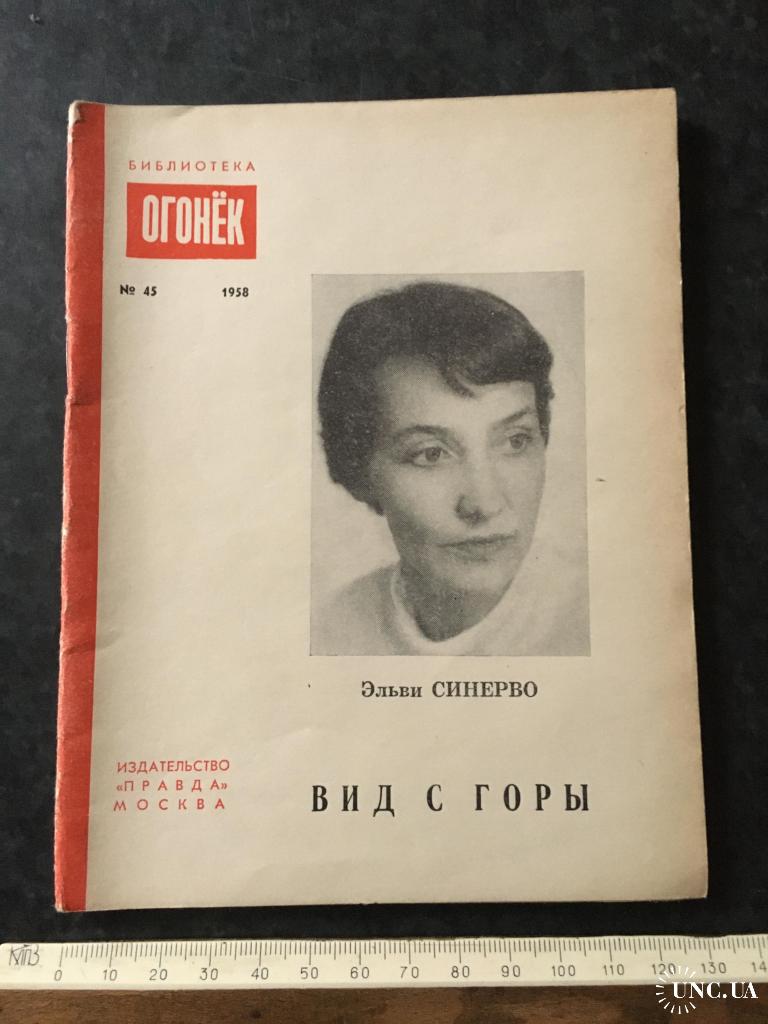 БИБЛИОТЕКА
ОГОНЁК
№ 45 1958
Эльви СИНЕРВО
ИЗДАТЕЛЬСТВО
«ПРАВДА»
МОСКВА
ВИД С ГОРЫ
0 10 20 30 40 50 60 70 80 90 100 110 120 130 14
UNC.UA